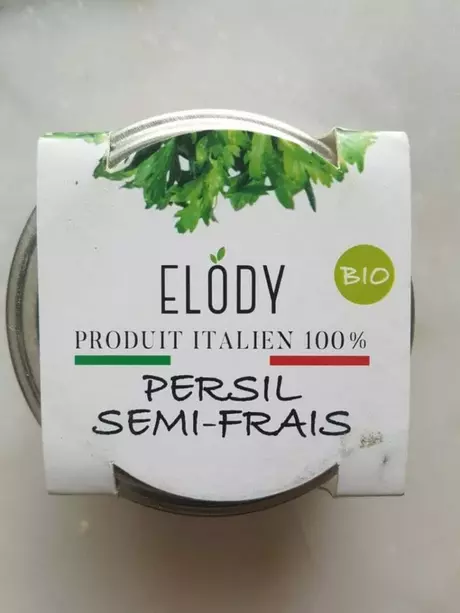 ELODY
BIO
PRODUIT ITALIEN 100%
PERSIL
SEMI-FRAIS